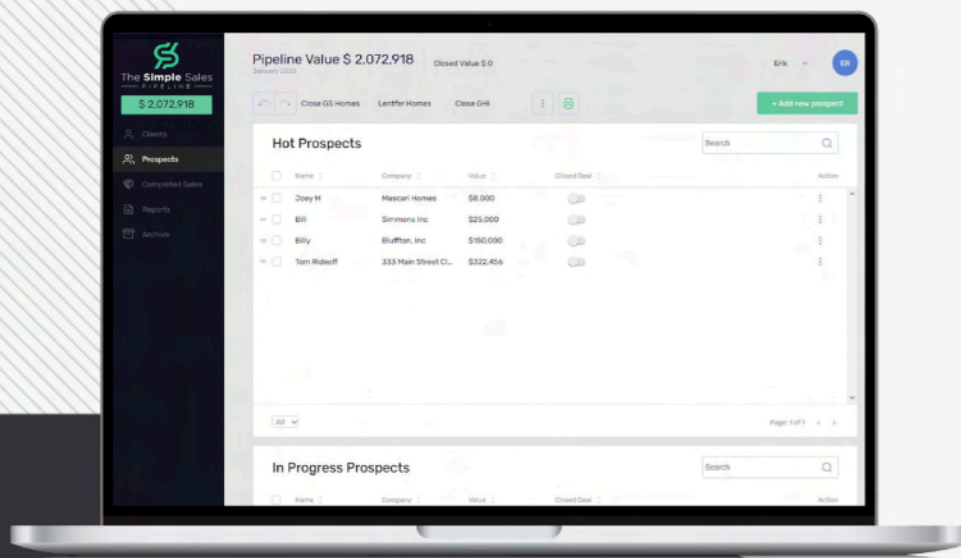 The Simple Sales
PIPELINE
$ 2,072,918
Clients
Prospects
Completed Sales
Reports
Archive
Pipeline Value $ 2,072,918
Closed Value $ 0
Erik
ER
Close GS Homes
Lentfer Homes
Close GHI
+ Add new prospect
Hot Prospects
Search
Name Company Value Closed Deal Action
Joey M Mascari Homes $8,000
Bill Simmons Inc $25,000
Billy Bluffton, Inc $150,000
Tom Rideoff 333 Main Street Cl... $322,456
All
Page: 1 of 1
In Progress Prospects
Search
Name Company Value Closed Deal Action